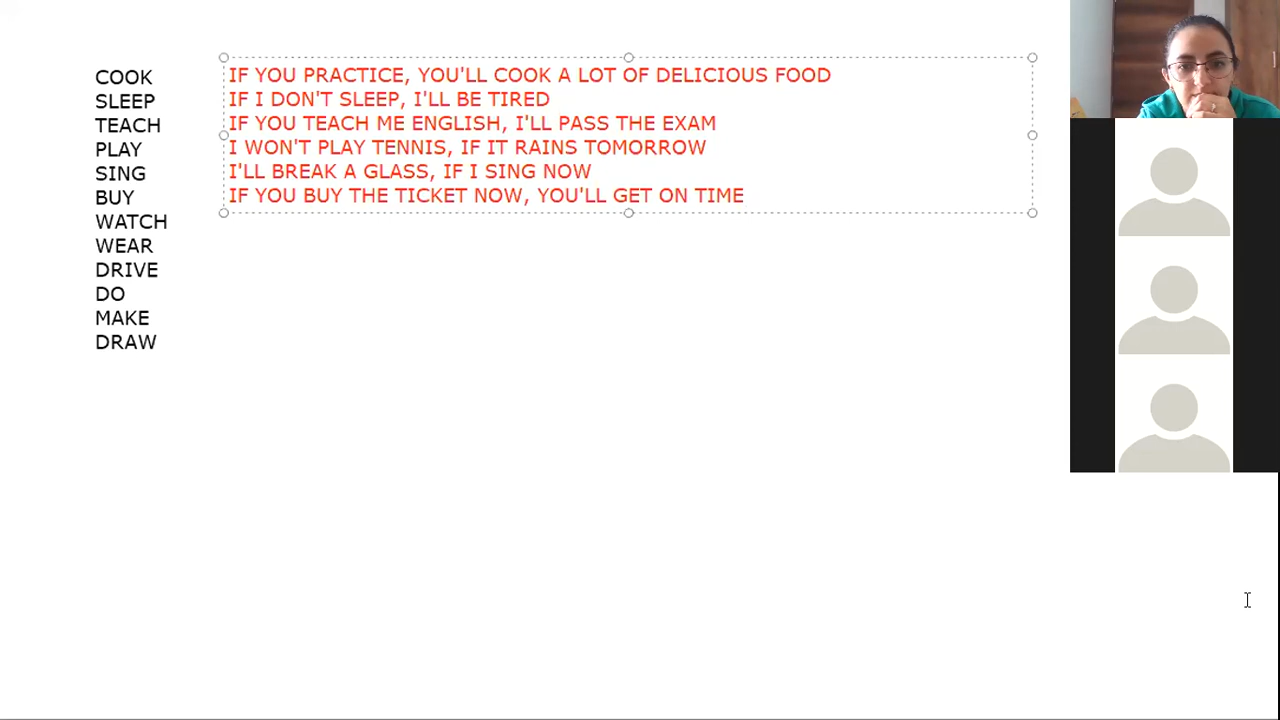 COOK
SLEEP
TEACH
PLAY
SING
BUY
WATCH
WEAR
DRIVE
DO
MAKE
DRAW
IF YOU PRACTICE, YOU'LL COOK A LOT OF DELICIOUS FOOD
IF I DON'T SLEEP, I'LL BE TIRED
IF YOU TEACH ME ENGLISH, I'LL PASS THE EXAM
I WON'T PLAY TENNIS, IF IT RAINS TOMORROW
I'LL BREAK A GLASS, IF I SING NOW
IF YOU BUY THE TICKET NOW, YOU'LL GET ON TIME